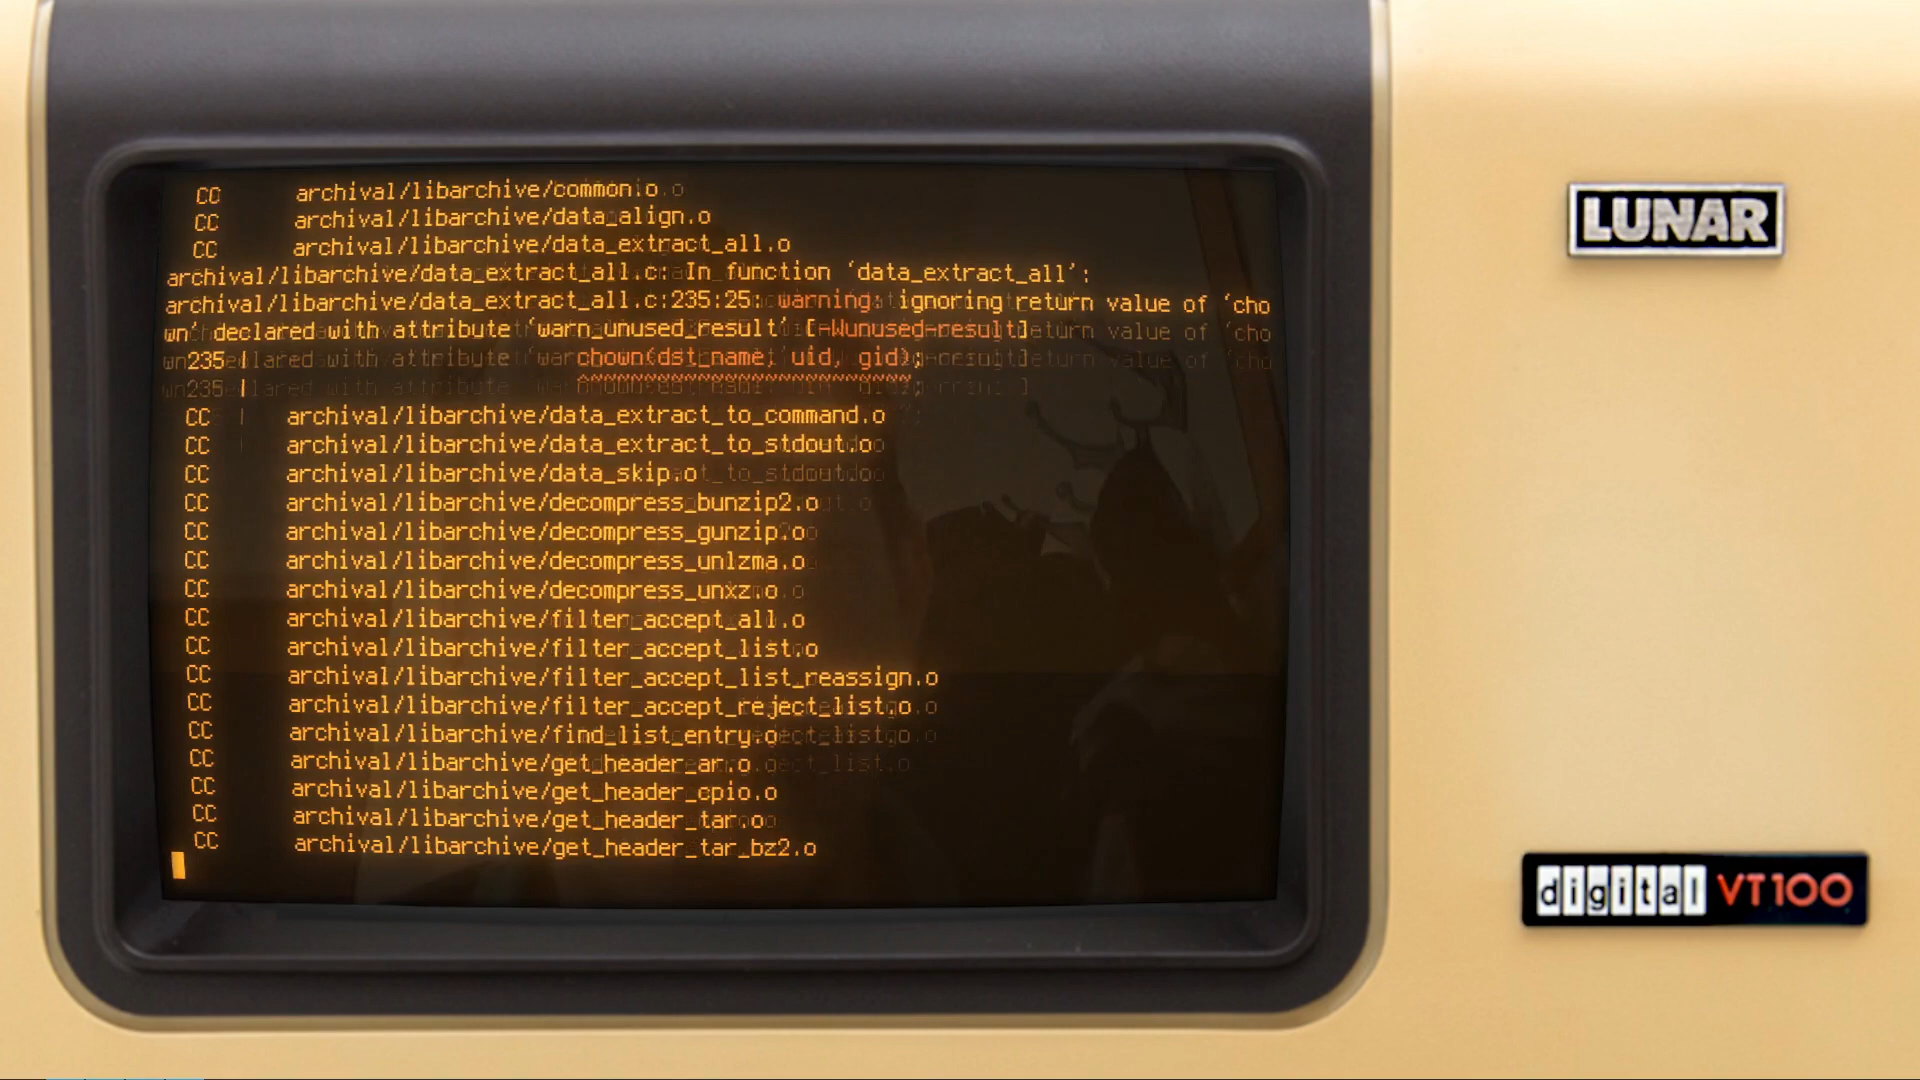 CC archival/libarchive/common.o
CC archival/libarchive/data_align.o
CC archival/libarchive/data_extract_all.o
archival/libarchive/data_extract_all.c: In function ‘data_extract_all’:
archival/libarchive/data_extract_all.c:235:25: warning: ignoring return value of ‘cho
wn’ declared with attribute ‘warn_unused_result’ [-Wunused-result]
235 | chown(dst_name, uid, gid);
|                         ^~~~~~~~~~~~~~~~~~~~~~~~~
CC archival/libarchive/data_extract_to_command.o
CC archival/libarchive/data_extract_to_stdout.o
CC archival/libarchive/data_skip.o
CC archival/libarchive/decompress_bunzip2.o
CC archival/libarchive/decompress_gunzip.o
CC archival/libarchive/decompress_unlzma.o
CC archival/libarchive/decompress_unxz.o
CC archival/libarchive/filter_accept_all.o
CC archival/libarchive/filter_accept_list.o
CC archival/libarchive/filter_accept_list_reassign.o
CC archival/libarchive/filter_accept_reject_list.o
CC archival/libarchive/find_list_entry.o
CC archival/libarchive/get_header_ar.o
CC archival/libarchive/get_header_cpio.o
CC archival/libarchive/get_header_tar.o
CC archival/libarchive/get_header_tar_bz2.o
LUNAR
digital VT100